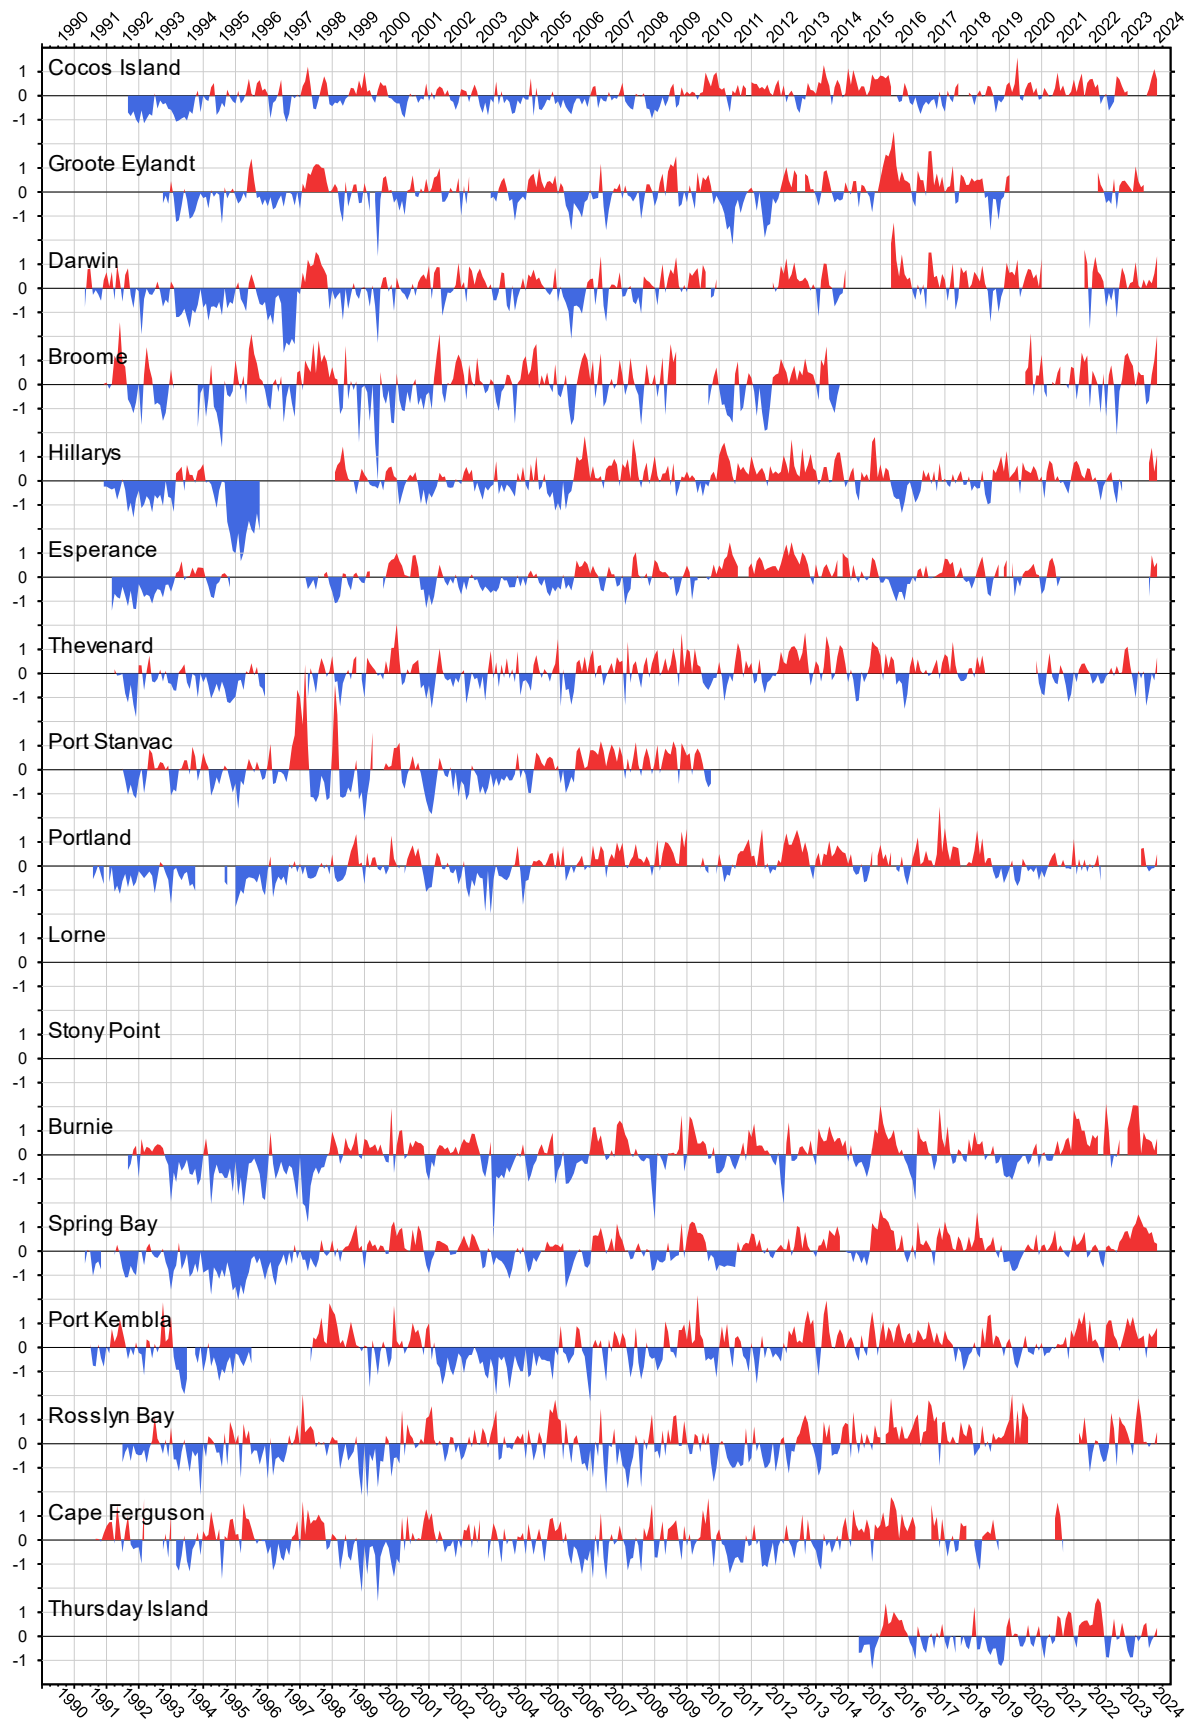 1990 1991 1992 1993 1994 1995 1996 1997 1998 1999 2000 2001 2002 2003 2004 2005 2006 2007 2008 2009 2010 2011 2012 2013 2014 2015 2016 2017 2018 2019 2020 2021 2022 2023 2024
1 Cocos Island
0
-1
1 Groote Eylandt
0
-1
1 Darwin
0
-1
1 Broome
0
-1
1 Hillarys
0
-1
1 Esperance
0
-1
1 Thevenard
0
-1
1 Port Stanvac
0
-1
1 Portland
0
-1
1 Lorne
0
-1
1 Stony Point
0
-1
1 Burnie
0
-1
1 Spring Bay
0
-1
1 Port Kembla
0
-1
1 Rosslyn Bay
0
-1
1 Cape Ferguson
0
-1
1 Thursday Island
0
-1
1990 1991 1992 1993 1994 1995 1996 1997 1998 1999 2000 2001 2002 2003 2004 2005 2006 2007 2008 2009 2010 2011 2012 2013 2014 2015 2016 2017 2018 2019 2020 2021 2022 2023 2024